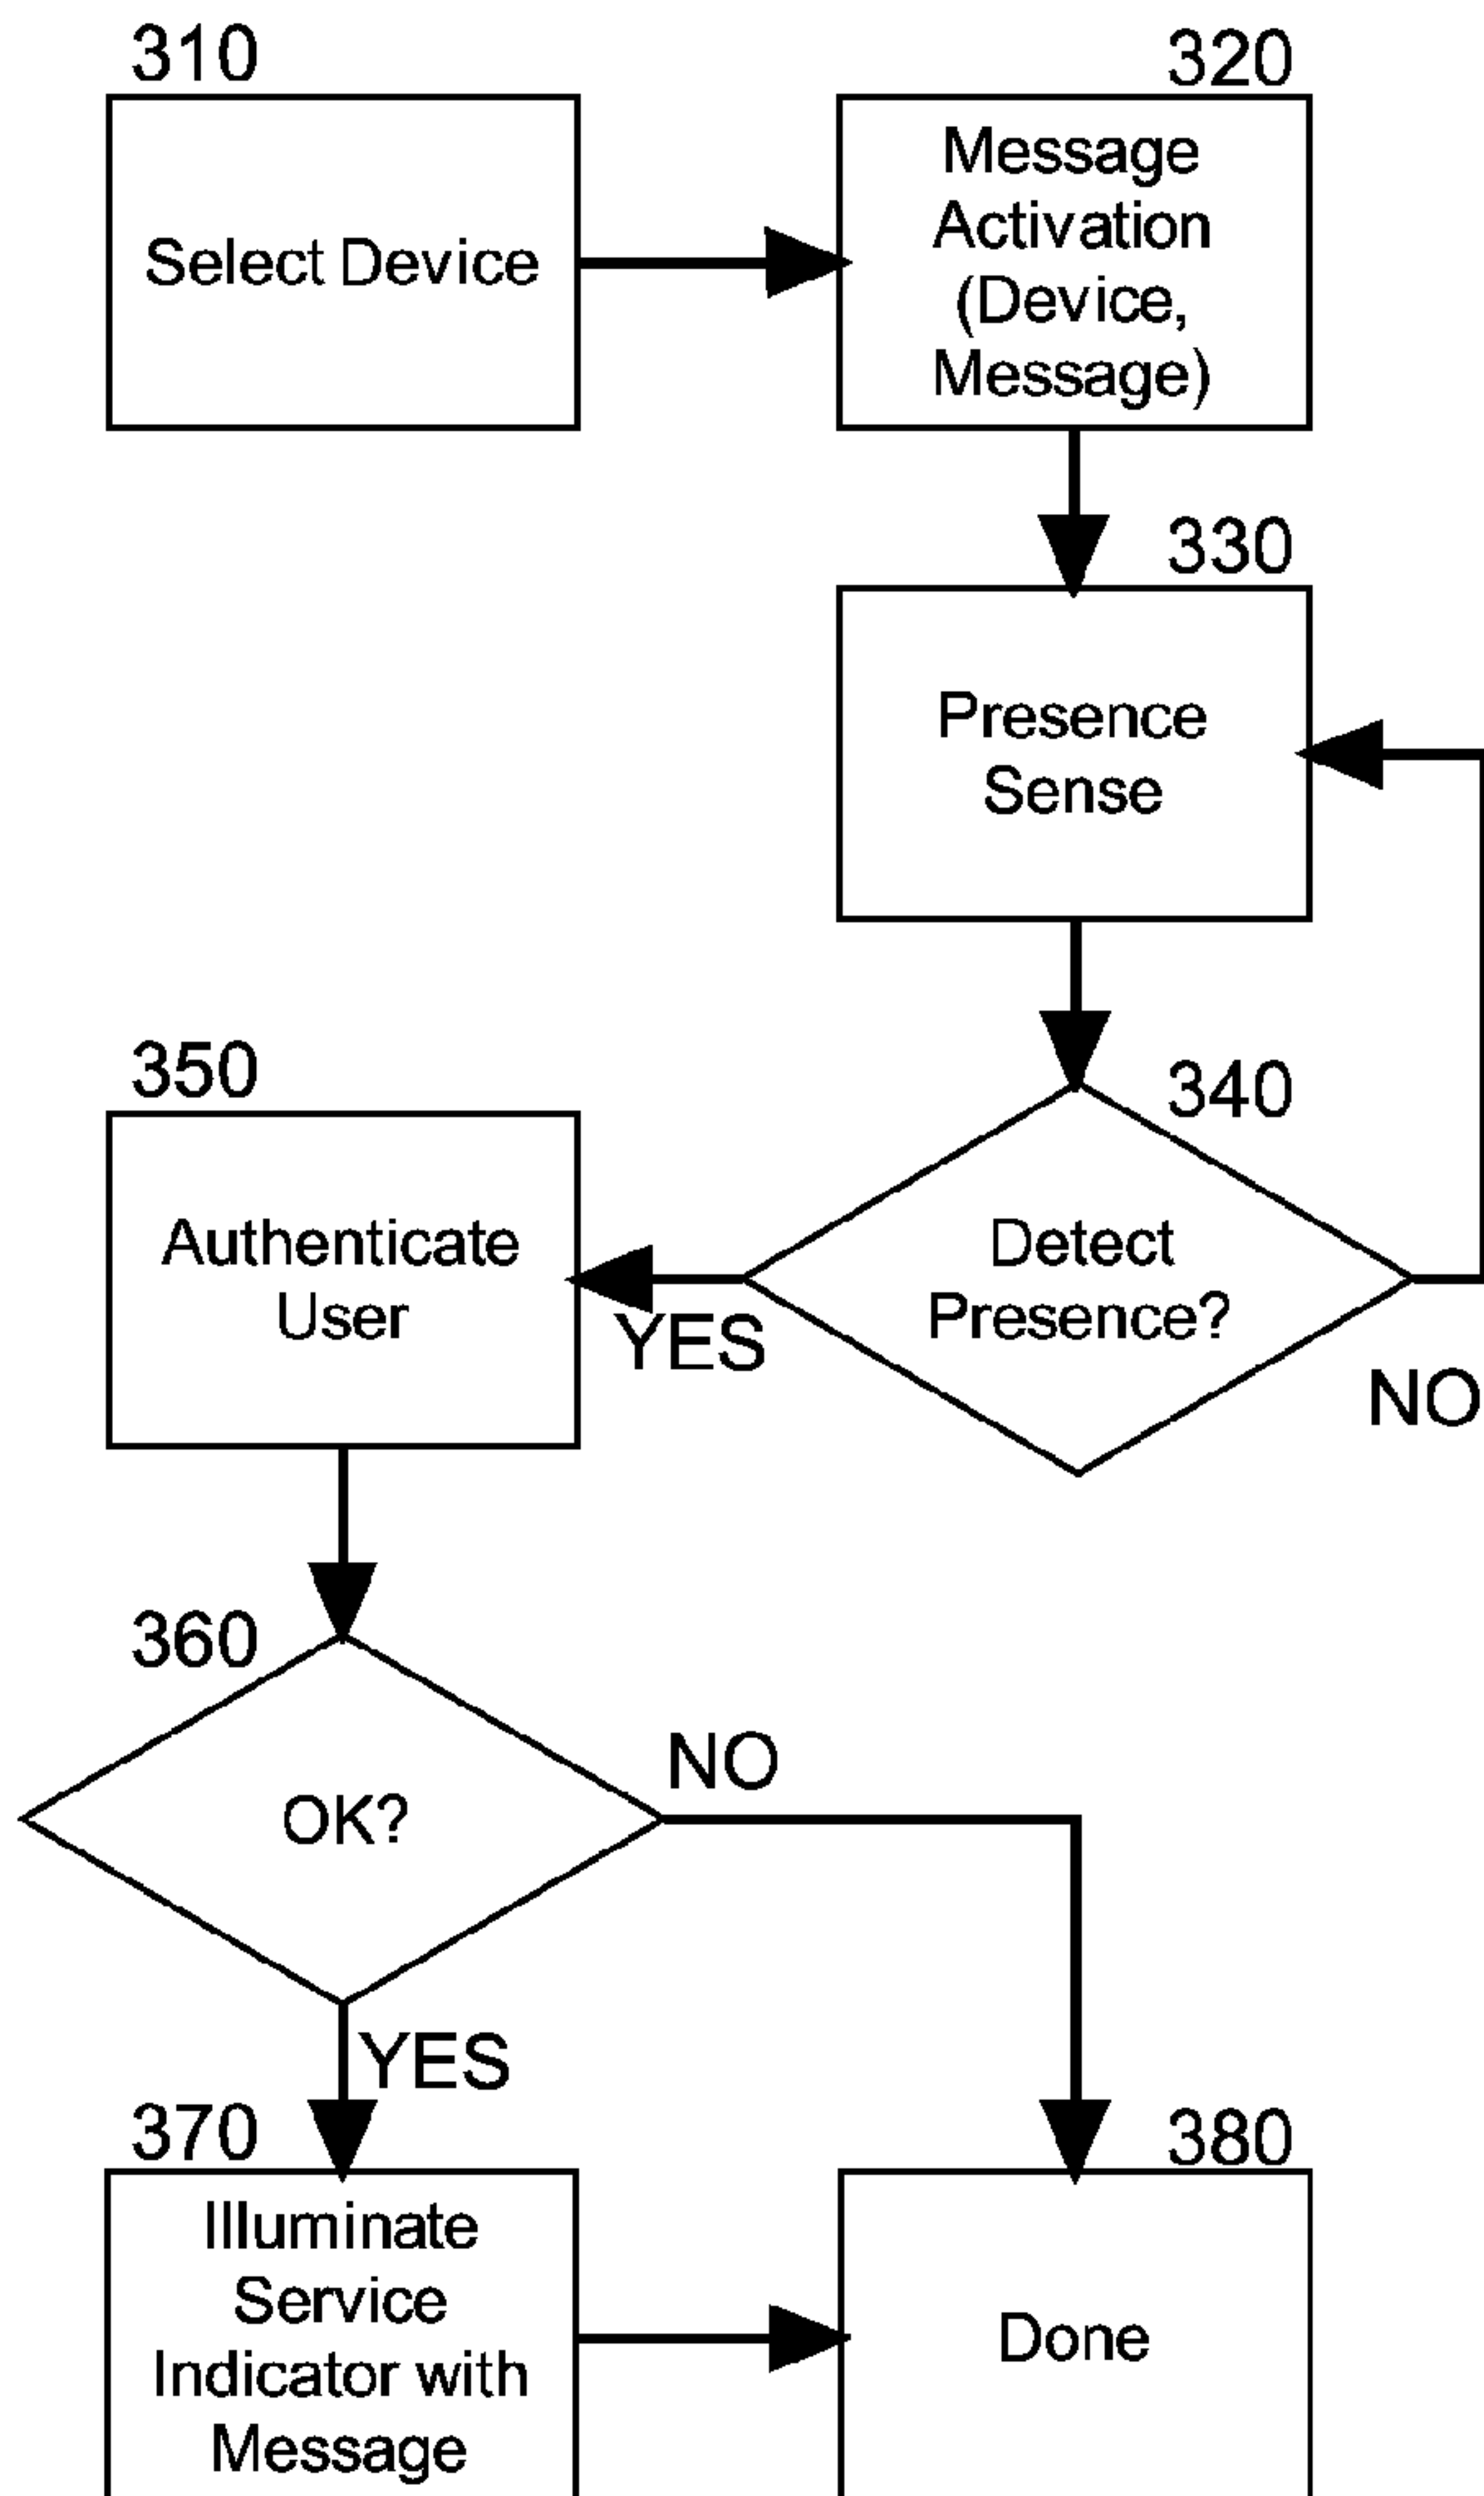 310
Select Device
320
Message
Activation
(Device,
Message)
330
Presence
Sense
340
Detect
Presence?
YES
NO
350
Authenticate
User
360
OK?
NO
YES
370
Illuminate
Service
Indicator with
Message
380
Done